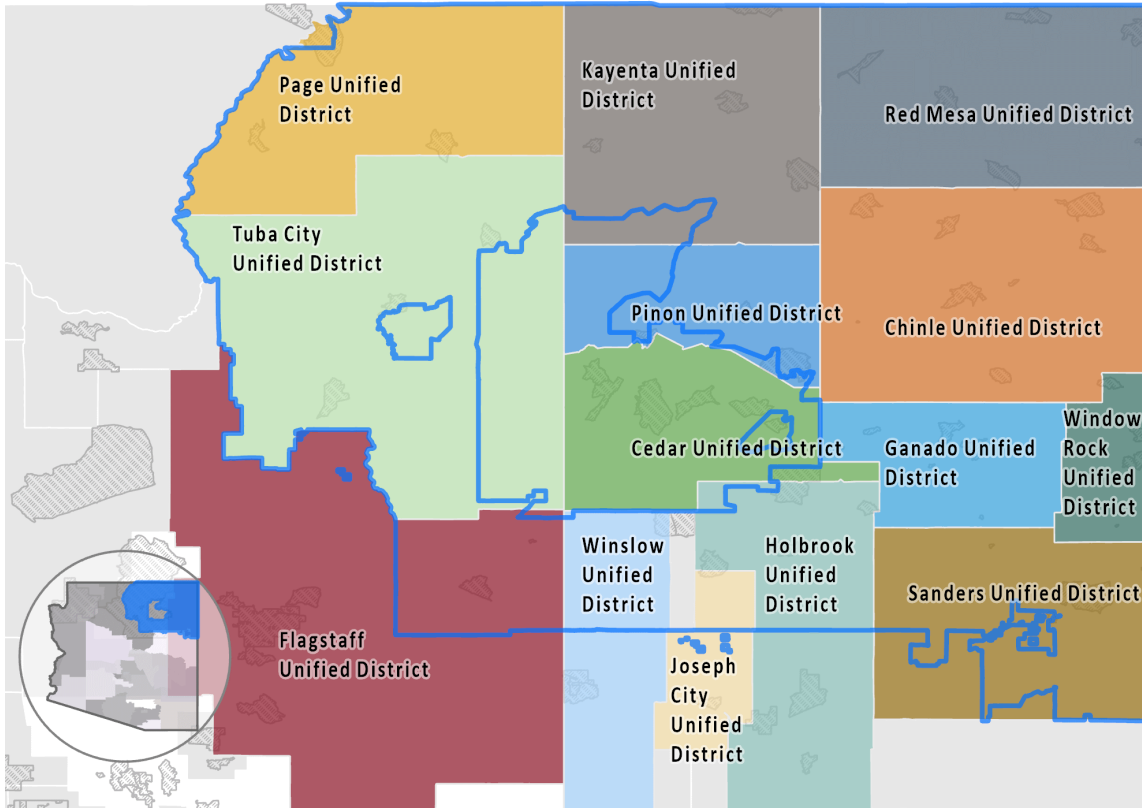 Page Unified
District
Kayenta Unified
District
Red Mesa Unified District
Tuba City
Unified District
Pinon Unified District
Chinle Unified District
Cedar Unified District
Ganado Unified
District
Window
Rock
Unified
District
Winslow
Unified
District
Holbrook
Unified
District
Sanders Unified District
Flagstaff
Unified District
Joseph
City
Unified
District